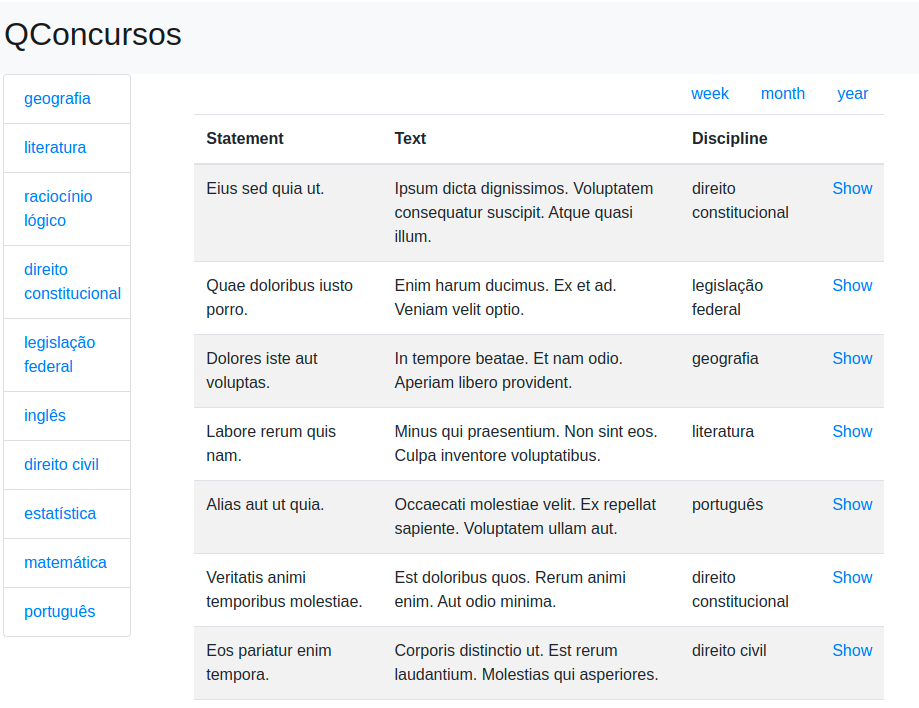 QConcursos
geografia
literatura
raciocínio
lógico
direito
constitucional
legislação
federal
inglês
direito civil
estatística
matemática
português
week month year
Statement Text Discipline
Eius sed quia ut. Ipsum dicta dignissimos. Voluptatem direito Show
consequatur suscipit. Atque quasi constitucional
illum.
Quae doloribus iusto Enim harum ducimus. Ex et ad. legislação Show
porro. Veniam velit optio. federal
Dolores iste aut In tempore beatae. Et nam odio. geografia Show
voluptas. Aperiam libero provident.
Labore rerum quis Minus qui praesentium. Non sint eos. literatura Show
nam. Culpa inventore voluptatibus.
Alias aut ut quia. Occaecati molestiae velit. Ex repellat português Show
sapiente. Voluptatem ullam aut.
Veritatis animi Est doloribus quos. Rerum animi direito Show
temporibus molestiae. enim. Aut odio minima. constitucional
Eos pariatur enim Corporis distinctio ut. Est rerum direito civil Show
tempora. laudantium. Molestias qui asperiores.